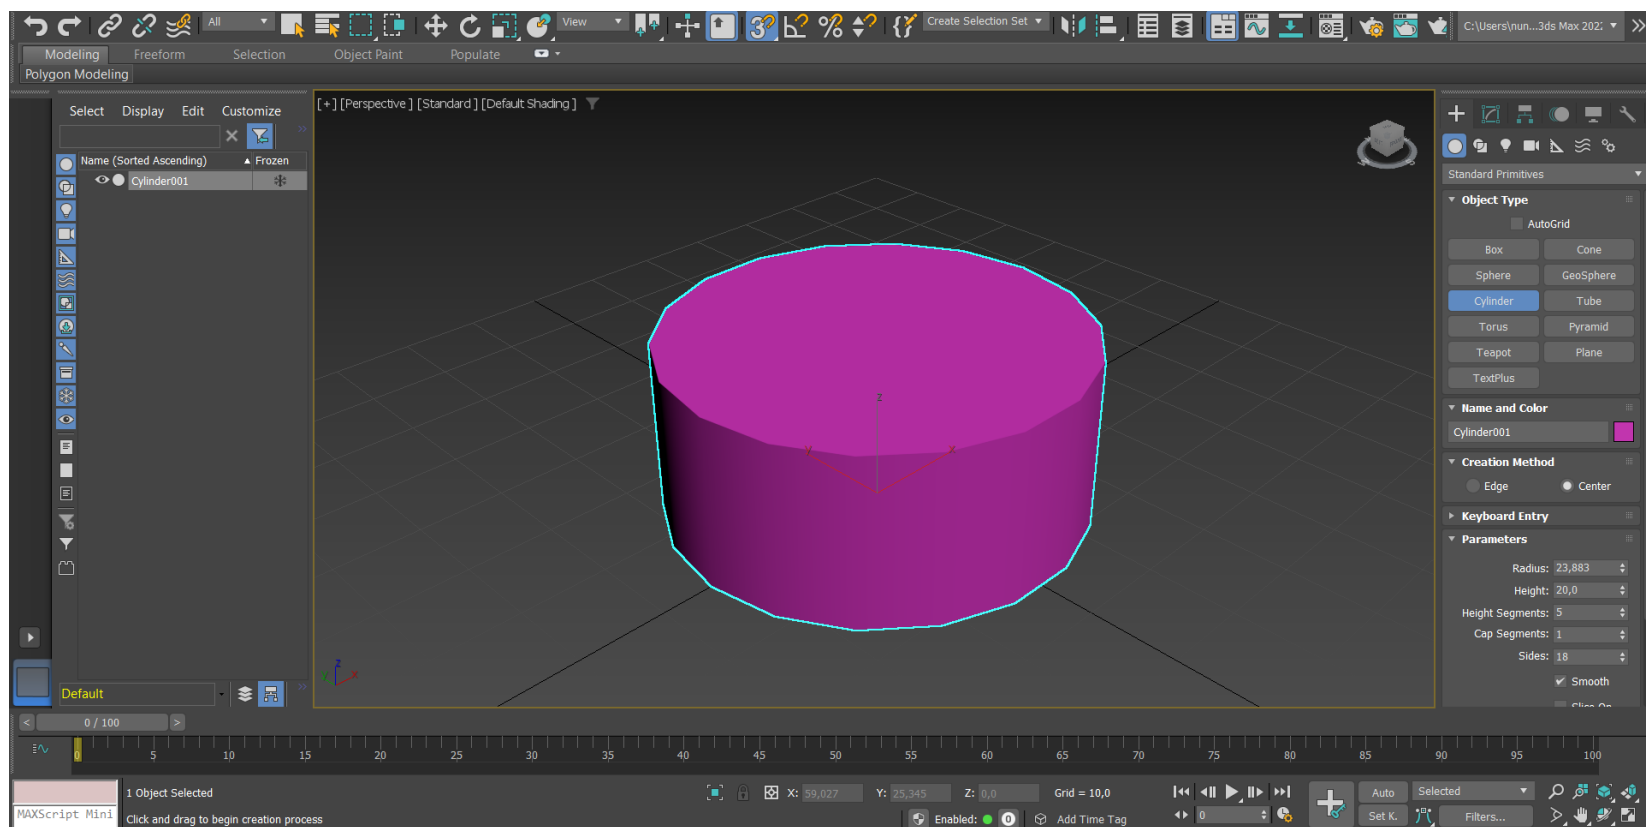 All
View
Create Selection Set
C:\Users\nun...3ds Max 202:
Modeling
Freeform
Selection
Object Paint
Populate
Polygon Modeling
Select
Display
Edit
Customize
Name (Sorted Ascending)
Frozen
Cylinder001
Default
[+] [Perspective ] [Standard ] [Default Shading ]
z
y
x
z
y
x
Standard Primitives
Object Type
AutoGrid
Box
Cone
Sphere
GeoSphere
Cylinder
Tube
Torus
Pyramid
Teapot
Plane
TextPlus
Name and Color
Cylinder001
Creation Method
Edge
Center
Keyboard Entry
Parameters
Radius: 23,883
Height: 20,0
Height Segments: 5
Cap Segments: 1
Sides: 18
Smooth
Slice On
< 0 / 100 >
0 5 10 15 20 25 30 35 40 45 50 55 60 65 70 75 80 85 90 95 100
MAXScript Mini
1 Object Selected
Click and drag to begin creation process
X: 59,027 Y: 25,345 Z: 0,0 Grid = 10,0
Enabled: 0 Add Time Tag
0
Auto
Selected
Set K.
Filters...